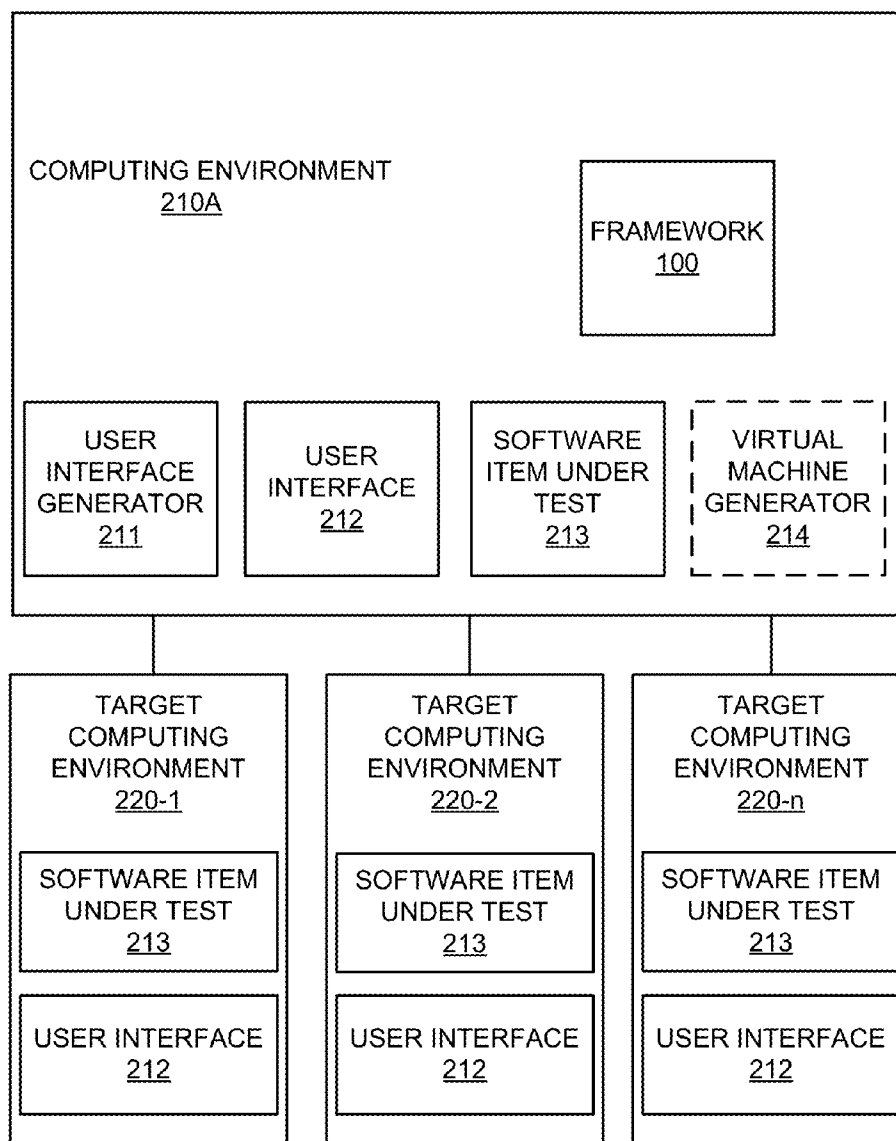 COMPUTING ENVIRONMENT
210A
FRAMEWORK
100
USER
INTERFACE
GENERATOR
211
USER
INTERFACE
212
SOFTWARE
ITEM UNDER
TEST
213
VIRTUAL
MACHINE
GENERATOR
214
TARGET
COMPUTING
ENVIRONMENT
220-1
SOFTWARE ITEM
UNDER TEST
213
USER INTERFACE
212
TARGET
COMPUTING
ENVIRONMENT
220-2
SOFTWARE ITEM
UNDER TEST
213
USER INTERFACE
212
TARGET
COMPUTING
ENVIRONMENT
220-n
SOFTWARE ITEM
UNDER TEST
213
USER INTERFACE
212